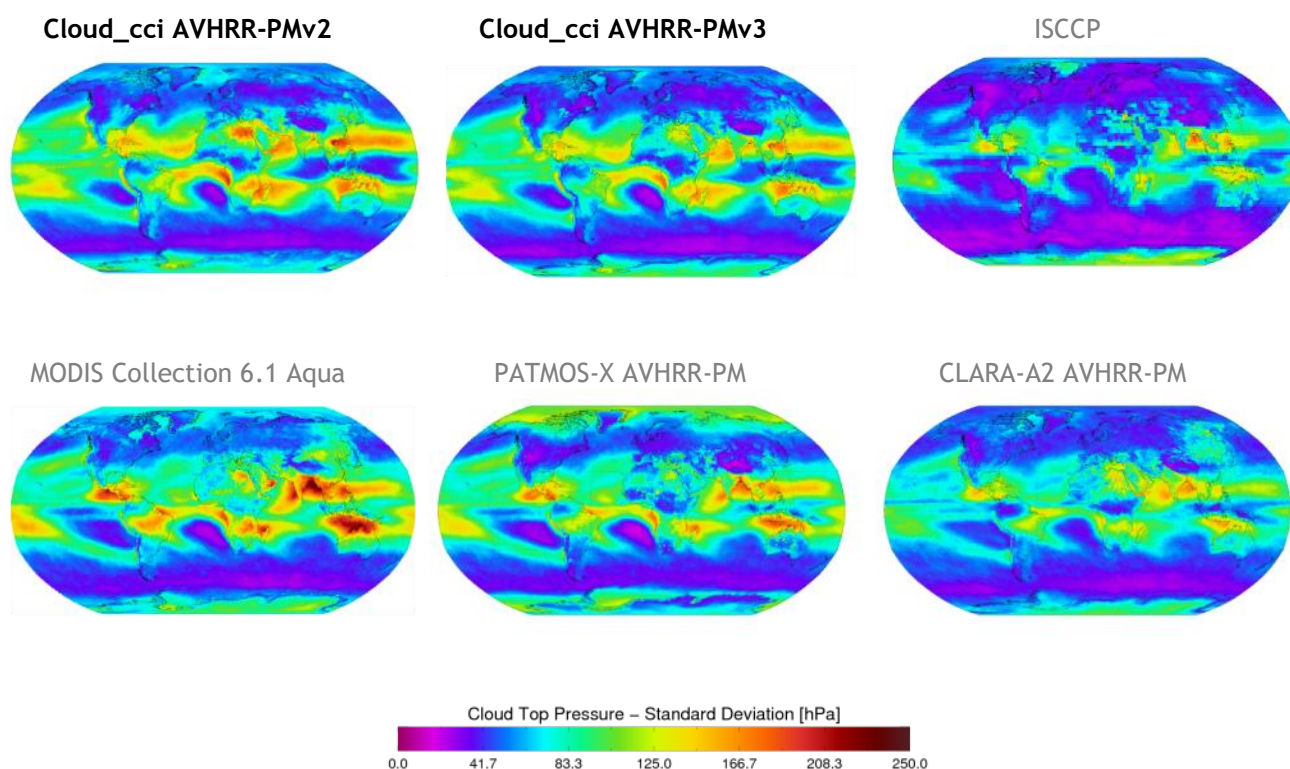 Cloud_cci AVHRR-PMv2
Cloud_cci AVHRR-PMv3
ISCCP
MODIS Collection 6.1 Aqua
PATMOS-X AVHRR-PM
CLARA-A2 AVHRR-PM
Cloud Top Pressure – Standard Deviation [hPa]
0.0 41.7 83.3 125.0 166.7 208.3 250.0